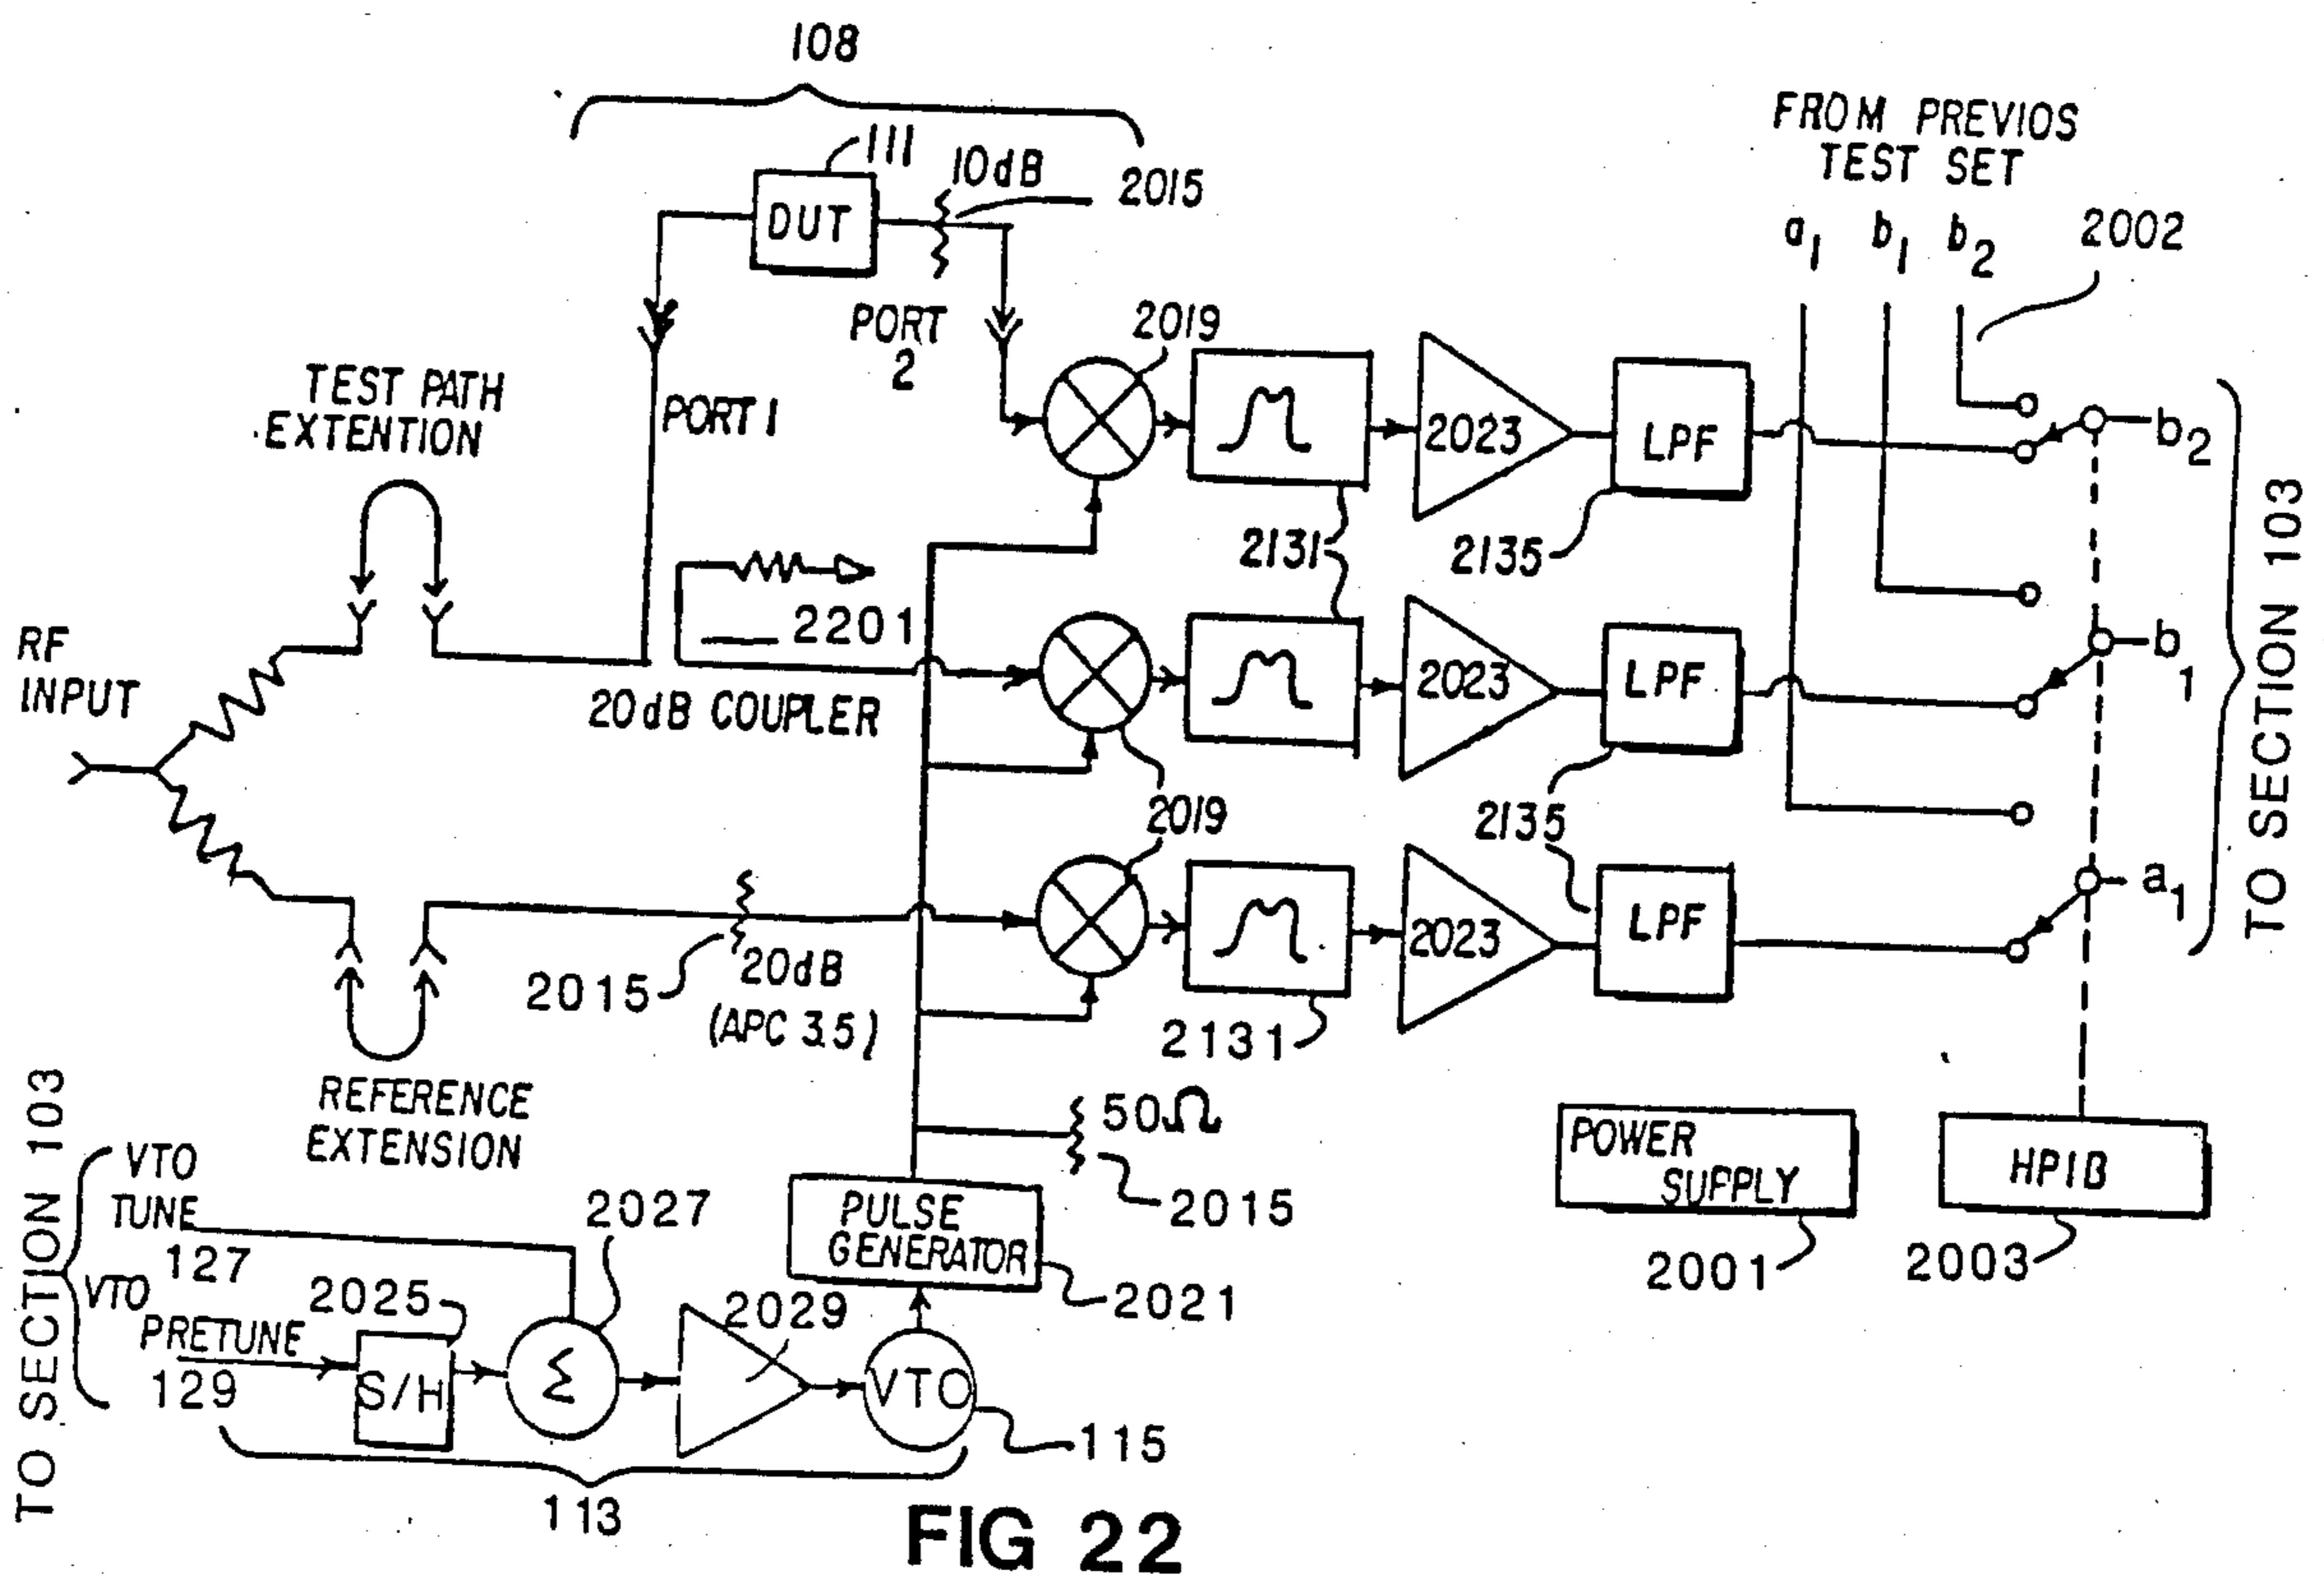 108
111
10dB
2015
DUT
FROM PREVIOS
TEST SET
a1
b1
b2
2002
PORT
2
2019
TEST PATH
EXTENTION
PORT 1
2023
LPF
b2
2131
2135
RF
INPUT
2201
20dB COUPLER
2023
LPF
b1
2019
2135
TO SECTION 103
a1
2023
LPF
2015
20dB
(APC 3.5)
2131
REFERENCE
EXTENSION
50Ω
2015
POWER
SUPPLY
HPIB
2001
2003
TO SECTION 103
VTO
TUNE
127
VTO
PRETUNE
129
2025
2027
2029
PULSE
GENERATOR
2021
S/H
Σ
VTO
115
113
FIG 22